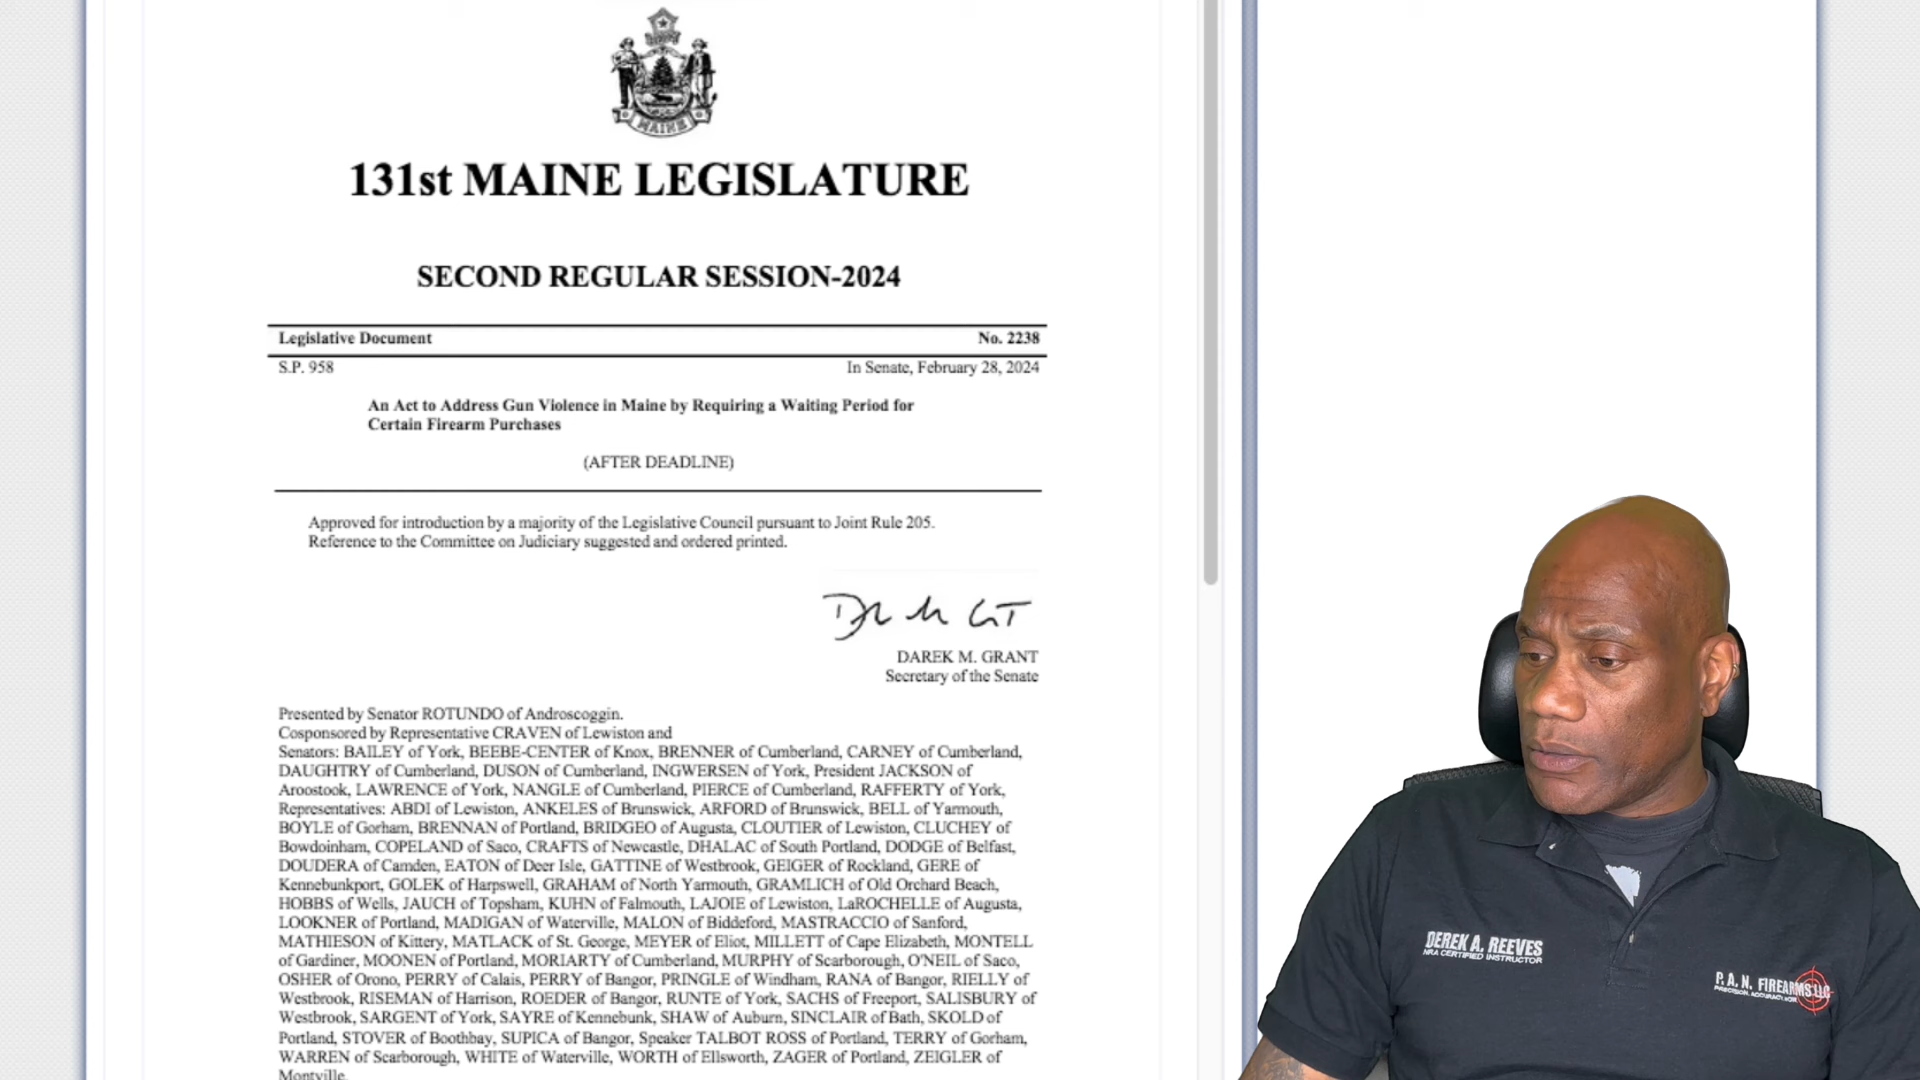 MAINE
131st MAINE LEGISLATURE
SECOND REGULAR SESSION-2024
Legislative Document No. 2238
S.P. 958 In Senate, February 28, 2024
An Act to Address Gun Violence in Maine by Requiring a Waiting Period for
Certain Firearm Purchases
(AFTER DEADLINE)
Approved for introduction by a majority of the Legislative Council pursuant to Joint Rule 205.
Reference to the Committee on Judiciary suggested and ordered printed.
DAREK M. GRANT
Secretary of the Senate
Presented by Senator ROTUNDO of Androscoggin.
Cosponsored by Representative CRAVEN of Lewiston and
Senators: BAILEY of York, BEEBE-CENTER of Knox, BRENNER of Cumberland, CARNEY of Cumberland,
DAUGHTRY of Cumberland, DUSON of Cumberland, INGWERSEN of York, President JACKSON of
Aroostook, LAWRENCE of York, NANGLE of Cumberland, PIERCE of Cumberland, RAFFERTY of York,
Representatives: ABDI of Lewiston, ANKELES of Brunswick, ARFORD of Brunswick, BELL of Yarmouth,
BOYLE of Gorham, BRENNAN of Portland, BRIDGEO of Augusta, CLOUTIER of Lewiston, CLUCHEY of
Bowdoinham, COPELAND of Saco, CRAFTS of Newcastle, DHALAC of South Portland, DODGE of Belfast,
DOUDERA of Camden, EATON of Deer Isle, GATTINE of Westbrook, GEIGER of Rockland, GERE of
Kennebunkport, GOLEK of Harpswell, GRAHAM of North Yarmouth, GRAMLICH of Old Orchard Beach,
HOBBS of Wells, JAUCH of Topsham, KUHN of Falmouth, LAJOIE of Lewiston, LaROCHELLE of Augusta,
LOOKNER of Portland, MADIGAN of Waterville, MALON of Biddeford, MASTRACCIO of Sanford,
MATHIESON of Kittery, MATLACK of St. George, MEYER of Eliot, MILLETT of Cape Elizabeth, MONTELL
of Gardiner, MOONEN of Portland, MORIARTY of Cumberland, MURPHY of Scarborough, O'NEIL of Saco,
OSHER of Orono, PERRY of Calais, PERRY of Bangor, PRINGLE of Windham, RANA of Bangor, RIELLY of
Westbrook, RISEMAN of Harrison, ROEDER of Bangor, RUNTE of York, SACHS of Freeport, SALISBURY of
Westbrook, SARGENT of York, SAYRE of Kennebunk, SHAW of Auburn, SINCLAIR of Bath, SKOLD of
Portland, STOVER of Boothbay, SUPICA of Bangor, Speaker TALBOT ROSS of Portland, TERRY of Gorham,
WARREN of Scarborough, WHITE of Waterville, WORTH of Ellsworth, ZAGER of Portland, ZEIGLER of
Montville.
DEREK A. REEVES
NRA CERTIFIED INSTRUCTOR
P. A. N. FIREARMS LLC